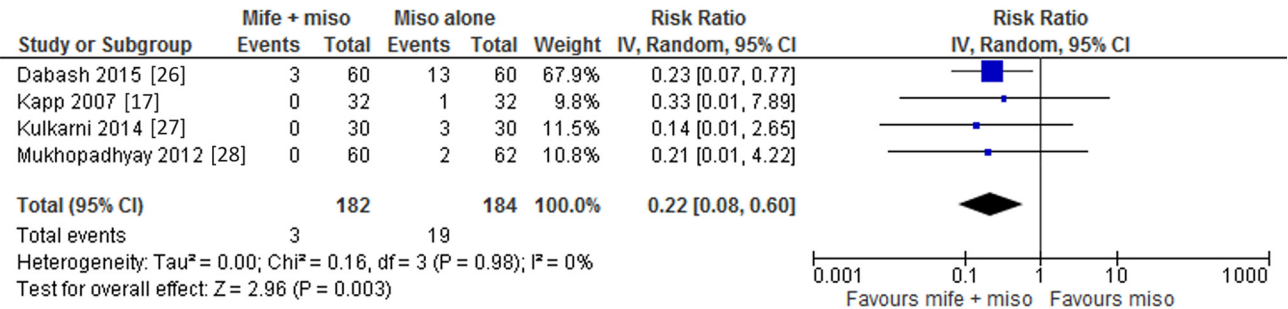 Mife + miso Miso alone Risk Ratio Risk Ratio
Study or Subgroup Events Total Events Total Weight IV, Random, 95% CI IV, Random, 95% CI
Dabash 2015 [26] 3 60 13 60 67.9% 0.23 [0.07, 0.77]
Kapp 2007 [17] 0 32 1 32 9.8% 0.33 [0.01, 7.89]
Kulkarni 2014 [27] 0 30 3 30 11.5% 0.14 [0.01, 2.65]
Mukhopadhyay 2012 [28] 0 60 2 62 10.8% 0.21 [0.01, 4.22]
Total (95% CI) 182 184 100.0% 0.22 [0.08, 0.60]
Total events 3 19
Heterogeneity: Tau² = 0.00; Chi² = 0.16, df = 3 (P = 0.98); I² = 0%
Test for overall effect: Z = 2.96 (P = 0.003)
0.001 0.1 1 10 1000
Favours mife + miso Favours miso